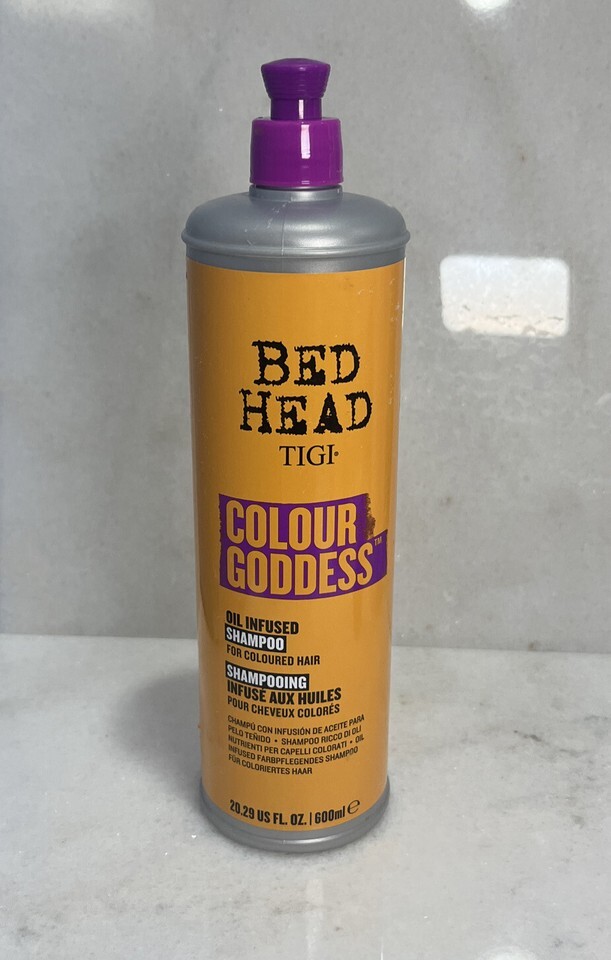 BED
HEAD
TIGI®
COLOUR
GODDESS™
OIL INFUSED
SHAMPOO
FOR COLOURED HAIR
SHAMPOOING
INFUSÉ AUX HUILES
POUR CHEVEUX COLORÉS
CHAMPÚ CON INFUSIÓN DE ACEITE PARA
PELO TEÑIDO • SHAMPOO RICCO DI OLI
NUTRIENTI PER CAPELLI COLORATI • OIL
INFUSED FARBPFLEGENDES SHAMPOO
FÜR COLORIERTES HAAR
20.29 US FL. OZ. | 600ml ℮